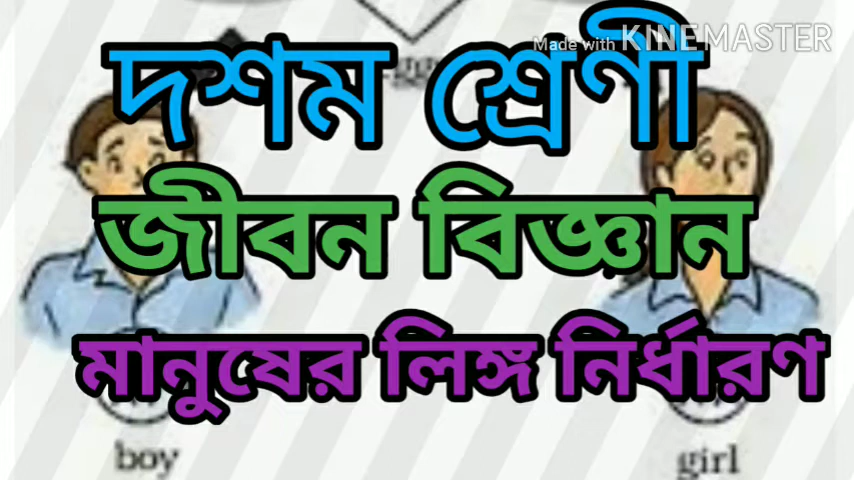 Made with KINEMASTER
দশম শ্রেণী
জীবন বিজ্ঞান
মানুষের লিঙ্গ নির্ধারণ
boy girl